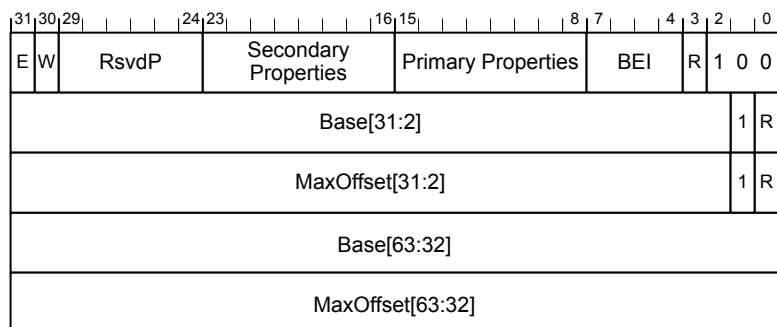 31 30 29 24 23 16 15 8 7 4 3 2 0
E W RsvdP Secondary Properties Primary Properties BEI R 1 0 0
Base[31:2] 1 R
MaxOffset[31:2] 1 R
Base[63:32]
MaxOffset[63:32]